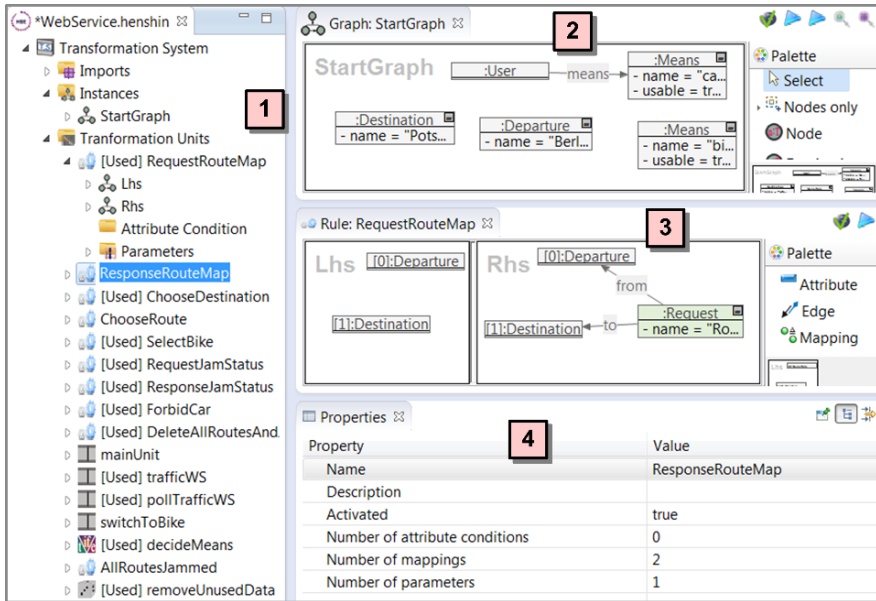 *WebService.henshin
Transformation System
Imports
Instances
StartGraph
Tranformation Units
[Used] RequestRouteMap
Lhs
Rhs
Attribute Condition
Parameters
ResponseRouteMap
[Used] ChooseDestination
ChooseRoute
[Used] SelectBike
[Used] RequestJamStatus
[Used] ResponseJamStatus
[Used] ForbidCar
[Used] DeleteAllRoutesAnd
mainUnit
[Used] trafficWS
[Used] pollTrafficWS
switchToBike
[Used] decideMeans
AllRoutesJammed
[Used] removeUnusedData
1
Graph: StartGraph
2
StartGraph
:User
means
:Means
- name = "ca...
- usable = tr...
:Destination
- name = "Pots...
:Departure
- name = "Berl...
:Means
- name = "bi...
- usable = tr...
Palette
Select
Nodes only
Node
Rule: RequestRouteMap
3
Lhs
[0]:Departure
[1]:Destination
Rhs
[0]:Departure
from
:Request
- name = "Ro...
to
[1]:Destination
Palette
Attribute
Edge
Mapping
Properties
4
Property Value
Name ResponseRouteMap
Description
Activated true
Number of attribute conditions 0
Number of mappings 2
Number of parameters 1